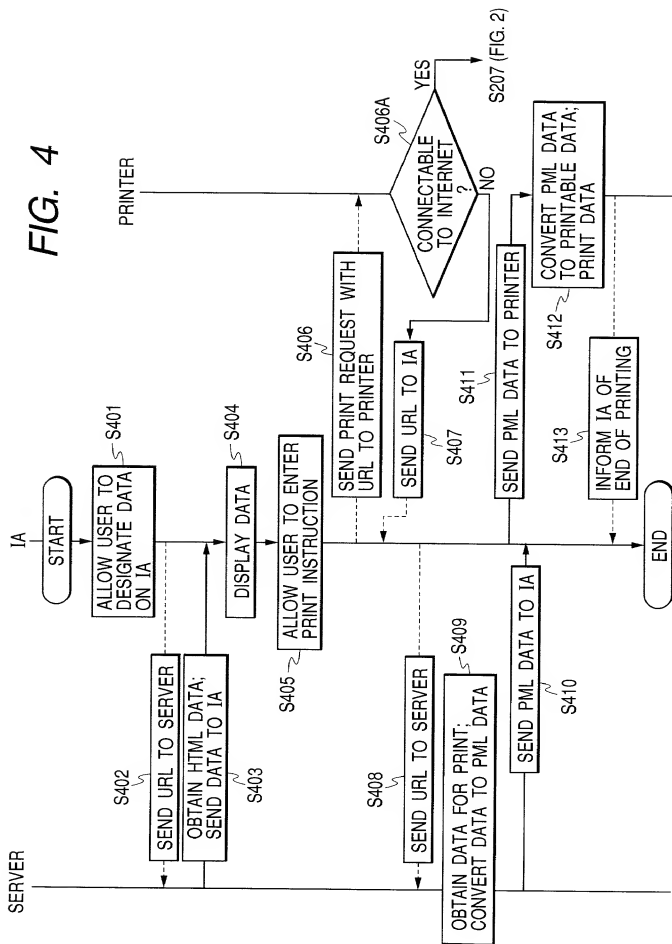 FIG. 4
SERVER
IA
PRINTER
START
S401
ALLOW USER TO
DESIGNATE DATA
ON IA
S402
SEND URL TO SERVER
OBTAIN HTML DATA;
SEND DATA TO IA
S403
S404
DISPLAY DATA
ALLOW USER TO ENTER
PRINT INSTRUCTION
S405
S406
SEND PRINT REQUEST WITH
URL TO PRINTER
S406A
CONNECTABLE
TO INTERNET
?
YES
S207 (FIG. 2)
NO
SEND URL TO IA
S407
SEND URL TO SERVER
S408
S409
OBTAIN DATA FOR PRINT;
CONVERT DATA TO PML DATA
SEND PML DATA TO IA
S410
S411
SEND PML DATA TO PRINTER
CONVERT PML DATA
TO PRINTABLE DATA;
PRINT DATA
S412
S413
INFORM IA OF
END OF PRINTING
END